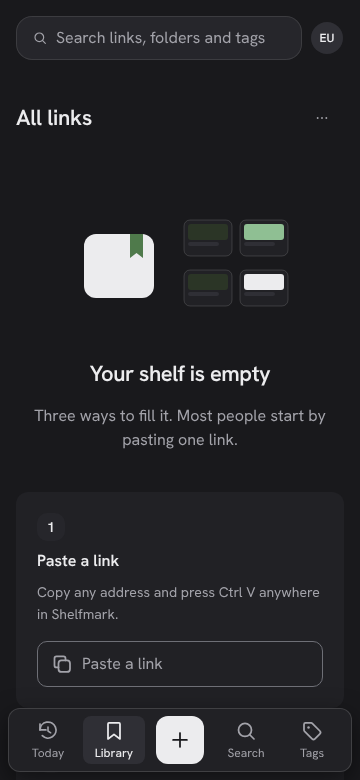 Search links, folders and tags
EU
All links
Your shelf is empty
Three ways to fill it. Most people start by
pasting one link.
1
Paste a link
Copy any address and press Ctrl V anywhere
in Shelfmark.
Paste a link
Today
Library
Search
Tags